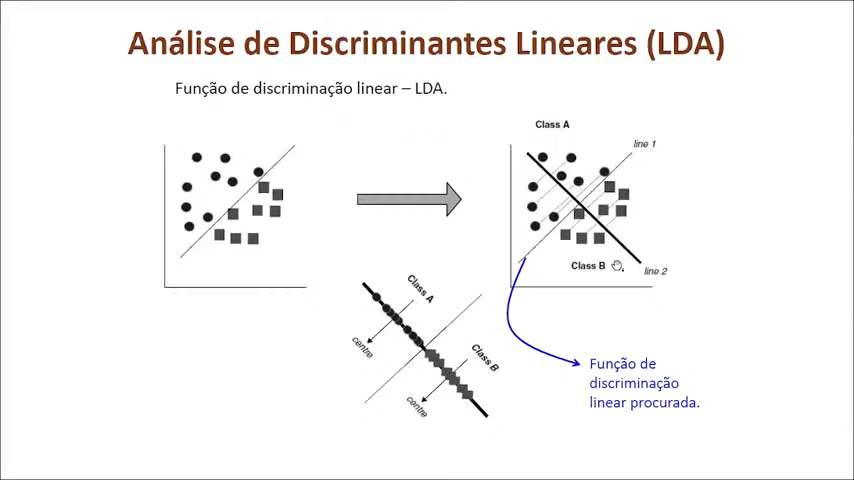 Análise de Discriminantes Lineares (LDA)
Função de discriminação linear – LDA.
Class A
line 1
Class B
line 2
Class A
centre
Class B
centre
Função de
discriminação
linear procurada.